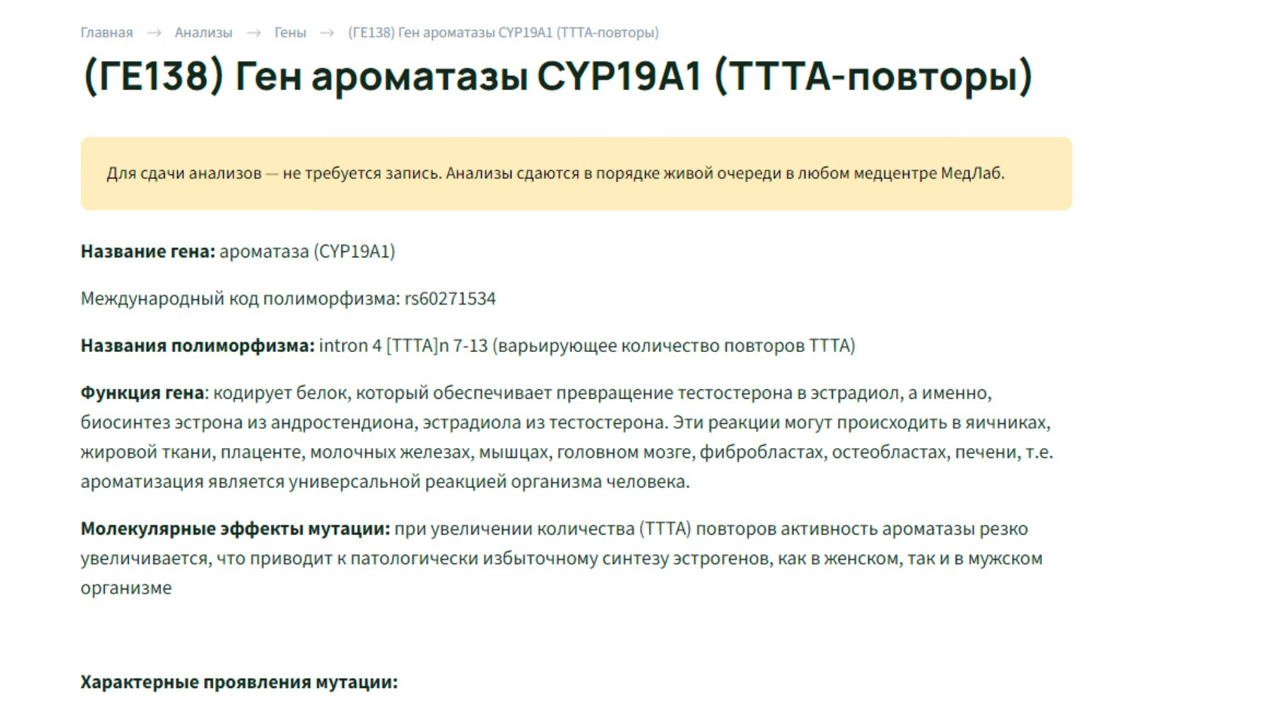 Главная → Анализы → Гены → (ГЕ138) Ген ароматазы CYP19A1 (ТТТА-повторы)
(ГЕ138) Ген ароматазы CYP19A1 (ТТТА-повторы)
Для сдачи анализов — не требуется запись. Анализы сдаются в порядке живой очереди в любом медцентре МедЛаб.
Название гена: ароматаза (CYP19A1)
Международный код полиморфизма: rs60271534
Названия полиморфизма: intron 4 [TTTA]n 7-13 (варьирующее количество повторов ТТТА)
Функция гена: кодирует белок, который обеспечивает превращение тестостерона в эстрадиол, а именно,
биосинтез эстрона из андростендиона, эстрадиола из тестостерона. Эти реакции могут происходить в яичниках,
жировой ткани, плаценте, молочных железах, мышцах, головном мозге, фибробластах, остеобластах, печени, т.е.
ароматизация является универсальной реакцией организма человека.
Молекулярные эффекты мутации: при увеличении количества (ТТТА) повторов активность ароматазы резко
увеличивается, что приводит к патологически избыточному синтезу эстрогенов, как в женском, так и в мужском
организме
Характерные проявления мутации: